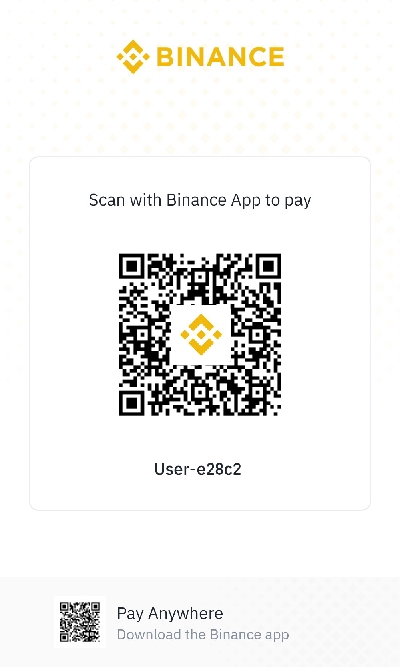 BINANCE
Scan with Binance App to pay
User-e28c2
Pay Anywhere
Download the Binance app